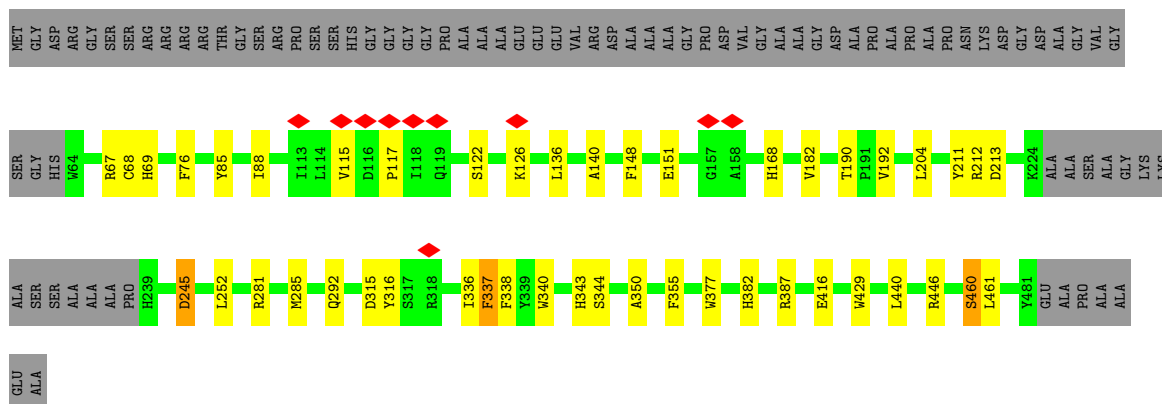 MET GLY ASP ARG GLY SER SER ARG ARG ARG ARG THR GLY SER ARG PRO SER SER HIS GLY GLY GLY GLY PRO ALA ALA ALA GLU GLU GLU VAL ARG ASP ALA ALA ALA GLY PRO ASP VAL GLY ALA ALA GLY ASP ALA PRO ALA PRO ALA PRO ASN LYS ASP GLY ASP ALA GLY VAL GLY
SER GLY HIS W64 R67 C68 H69 F76 Y85 I88 I113 L114 V115 D116 P117 I118 Q119 S122 K126 L136 A140 F148 E151 G157 A158 H168 V182 T190 P191 V192 L204 Y211 R212 D213 K224 ALA ALA SER ALA GLY LYS LYS
ALA SER SER ALA ALA ALA PRO H239 D245 L252 R281 M285 Q292 D315 Y316 S317 R318 I336 F337 F338 Y339 W340 H343 S344 A350 F355 W377 H382 R387 E416 W429 L440 R446 S460 L461 Y481 GLU ALA PRO ALA ALA
GLU ALA